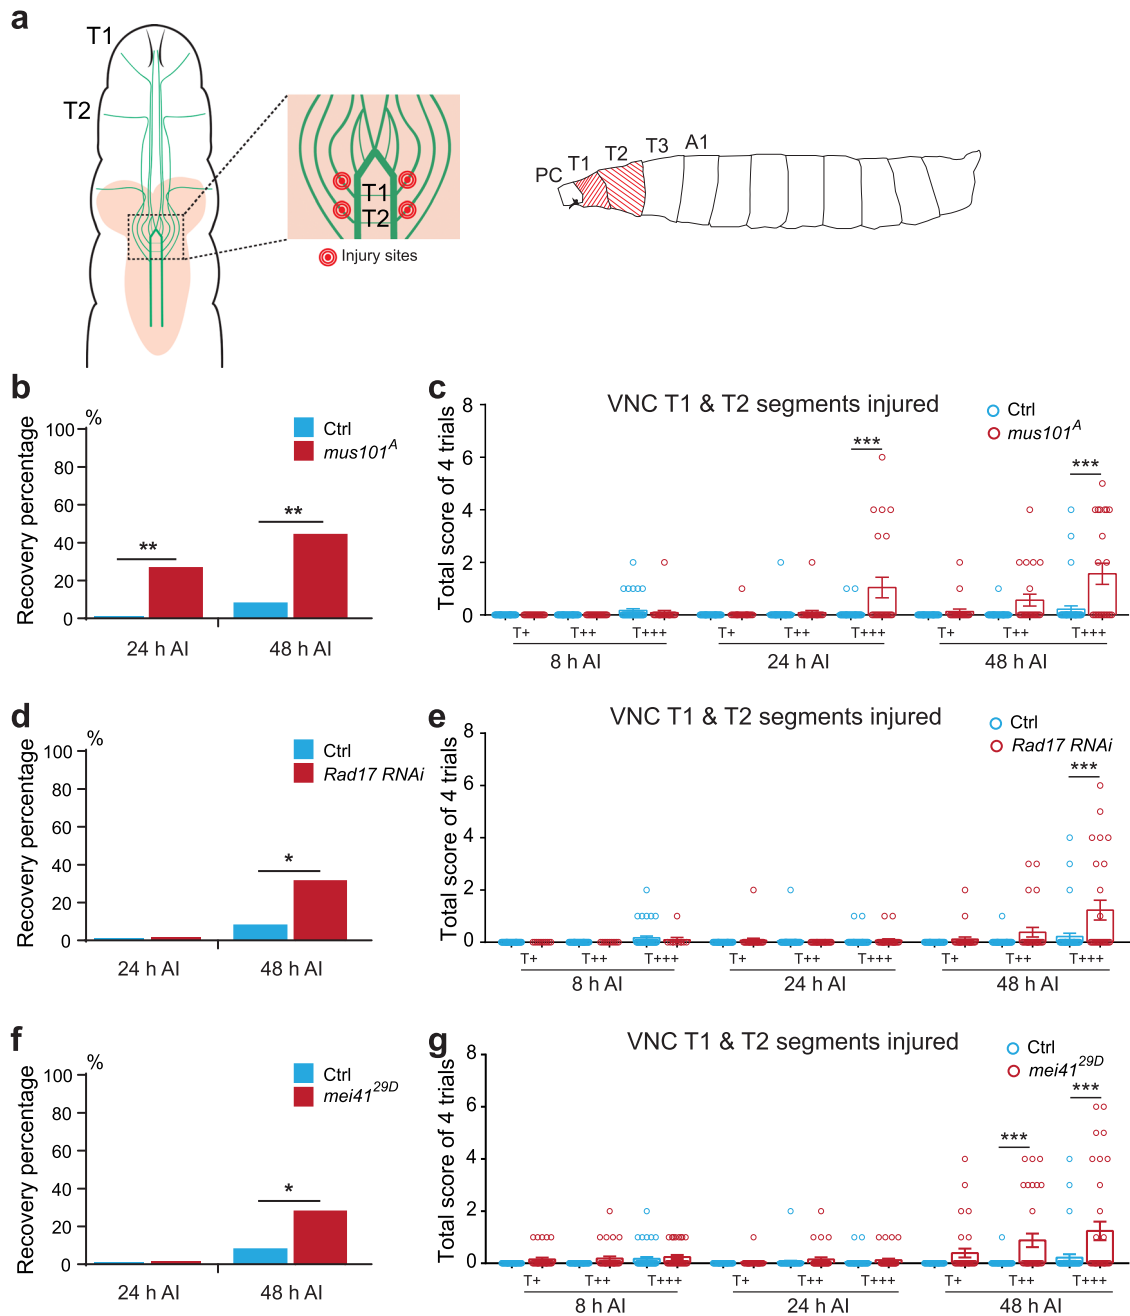 a
T1
T2
T1
T2
Injury sites
PC T1 T2 T3 A1
b
%
Recovery percentage
100
80
60
40
20
0
Ctrl
mus101^A
**
**
24 h AI
48 h AI
c
VNC T1 & T2 segments injured
Total score of 4 trials
8
6
4
2
0
Ctrl
mus101^A
***
***
T+ T++ T+++ T+ T++ T+++ T+ T++ T+++
8 h AI 24 h AI 48 h AI
d
%
Recovery percentage
100
80
60
40
20
0
Ctrl
Rad17 RNAi
*
24 h AI
48 h AI
e
VNC T1 & T2 segments injured
Total score of 4 trials
8
6
4
2
0
Ctrl
Rad17 RNAi
***
T+ T++ T+++ T+ T++ T+++ T+ T++ T+++
8 h AI 24 h AI 48 h AI
f
%
Recovery percentage
100
80
60
40
20
0
Ctrl
mei41^29D
*
24 h AI
48 h AI
g
VNC T1 & T2 segments injured
Total score of 4 trials
8
6
4
2
0
Ctrl
mei41^29D
***
***
T+ T++ T+++ T+ T++ T+++ T+ T++ T+++
8 h AI 24 h AI 48 h AI